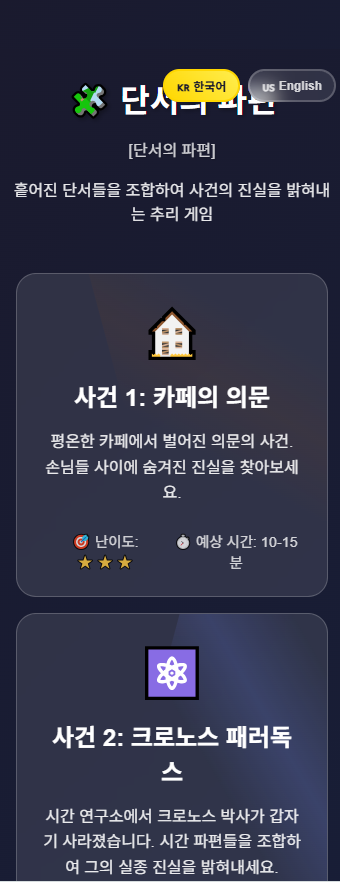 KR 한국어
US English
단서의 파편
[단서의 파편]
흩어진 단서들을 조합하여 사건의 진실을 밝혀내
는 추리 게임
사건 1: 카페의 의문
평온한 카페에서 벌어진 의문의 사건.
손님들 사이에 숨겨진 진실을 찾아보세
요.
난이도:
예상 시간: 10-15
분
사건 2: 크로노스 패러독
스
시간 연구소에서 크로노스 박사가 갑자
기 사라졌습니다. 시간 파편들을 조합하
여 그의 실종 진실을 밝혀내세요.